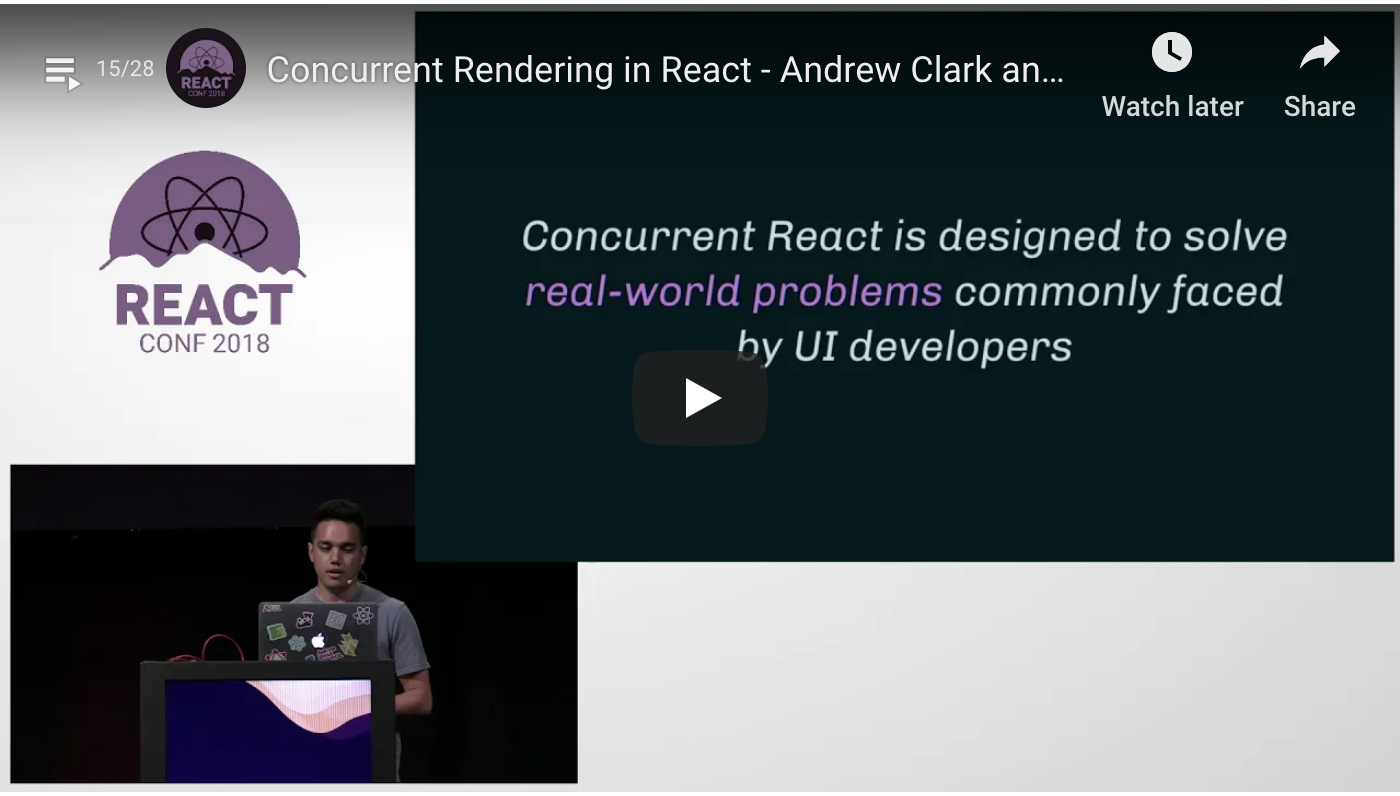 15/28
REACT
CONF 2018
Concurrent Rendering in React - Andrew Clark an...
Watch later
Share
REACT
CONF 2018
Concurrent React is designed to solve
real-world problems commonly faced
by UI developers